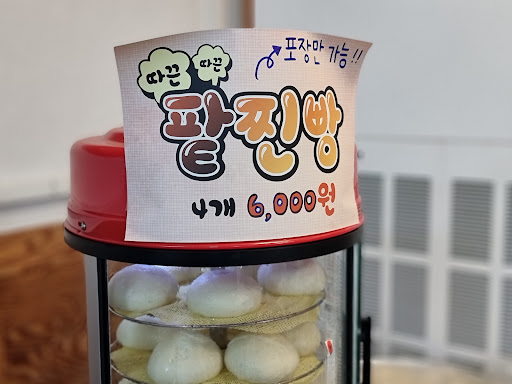 포장만 가능!!
따끈 따끈
팥찐빵
4개 6,000원